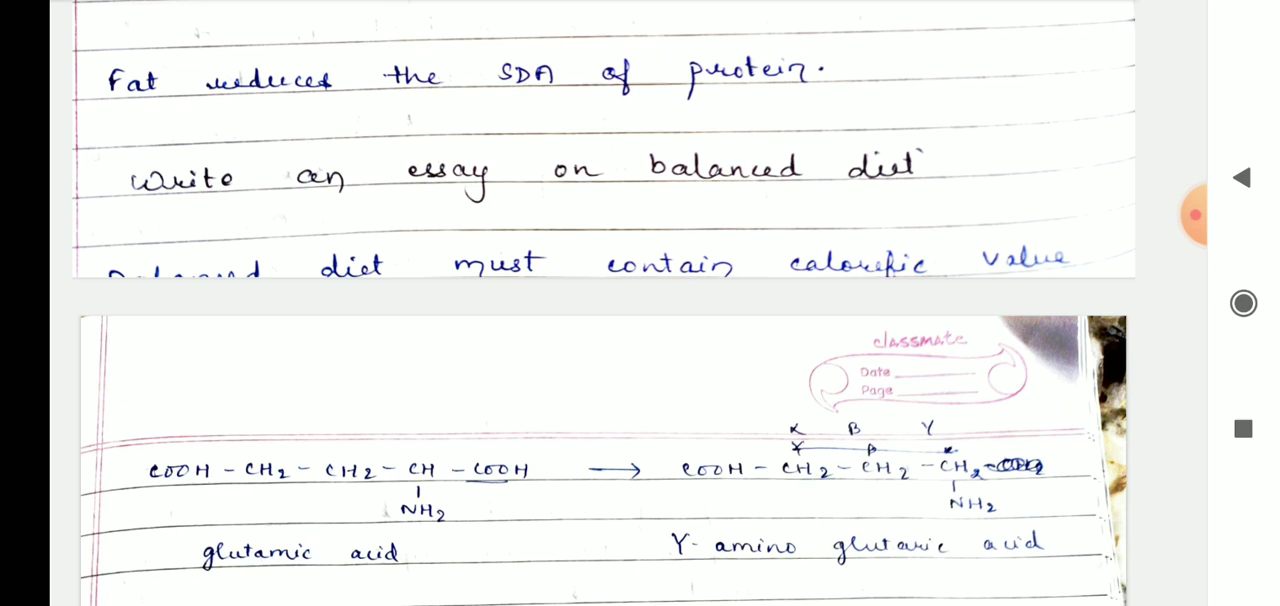 Fat reduces the SDA of protein.
Write an essay on balanced diet
Balanced diet must contain calorific value
classmate
Date
Page
α β γ
COOH - CH2 - CH2 - CH - COOH → COOH - CH2 - CH2 - CH2
NH2 NH2
glutamic acid γ-amino glutaric acid